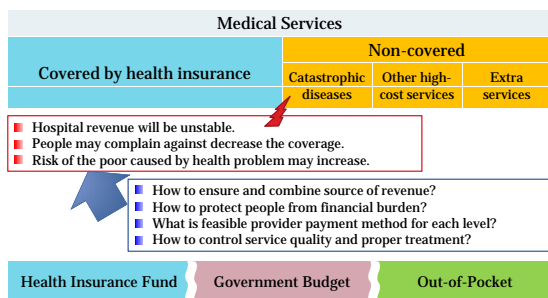 Medical Services
Covered by health insurance
Non-covered
Catastrophic
diseases
Other high-
cost services
Extra
services
Hospital revenue will be unstable.
People may complain against decrease the coverage.
Risk of the poor caused by health problem may increase.
How to ensure and combine source of revenue?
How to protect people from financial burden?
What is feasible provider payment method for each level?
How to control service quality and proper treatment?
Health Insurance Fund
Government Budget
Out-of-Pocket